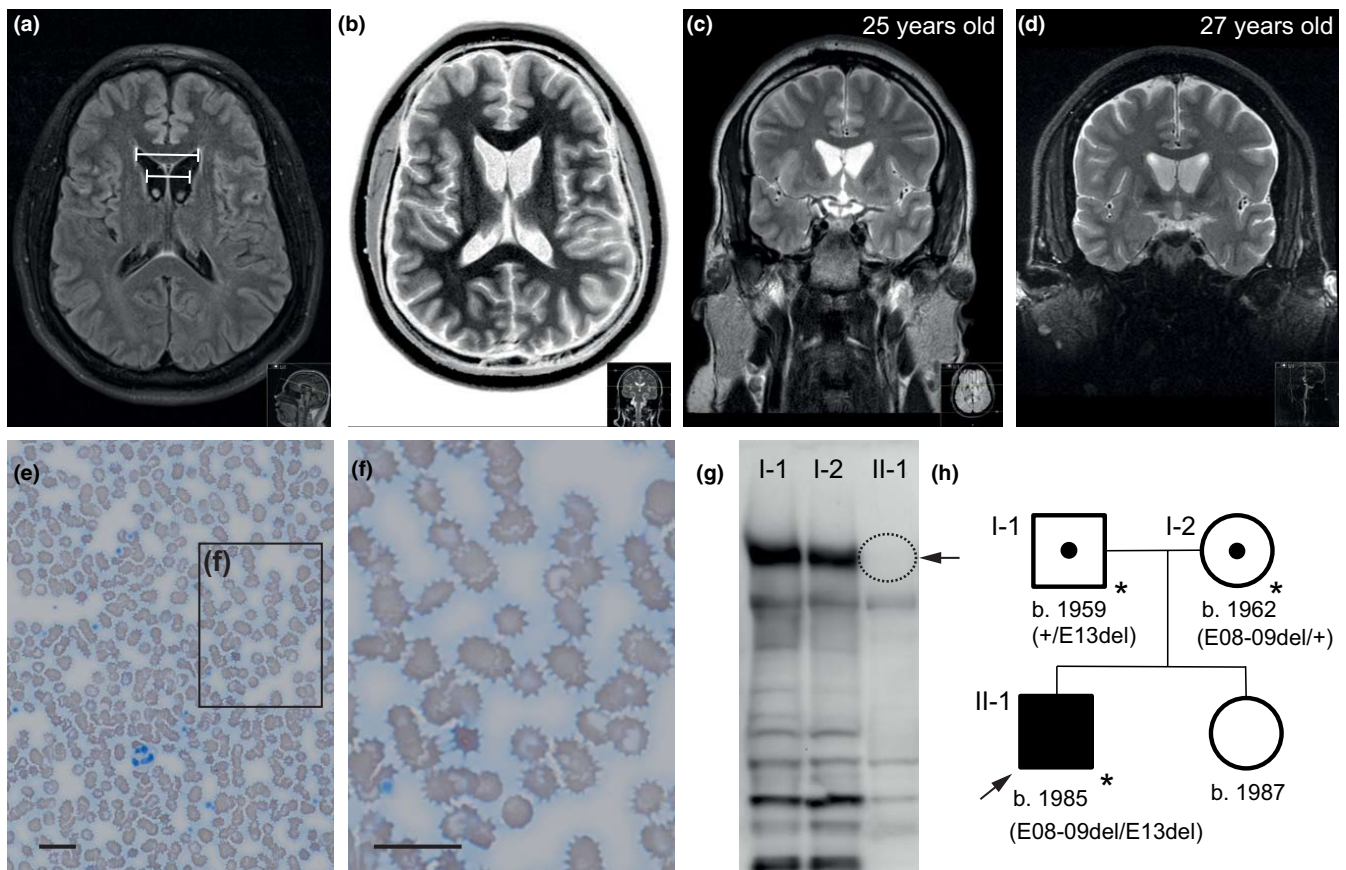 (a)
(b)
(c)
25 years old
(d)
27 years old
(e)
(f)
(f)
(g)
I-1
I-2
II-1
(h)
I-1
I-2
*
*
b. 1959
b. 1962
(+/E13del)
(E08-09del/+)
II-1
*
b. 1985
b. 1987
(E08-09del/E13del)